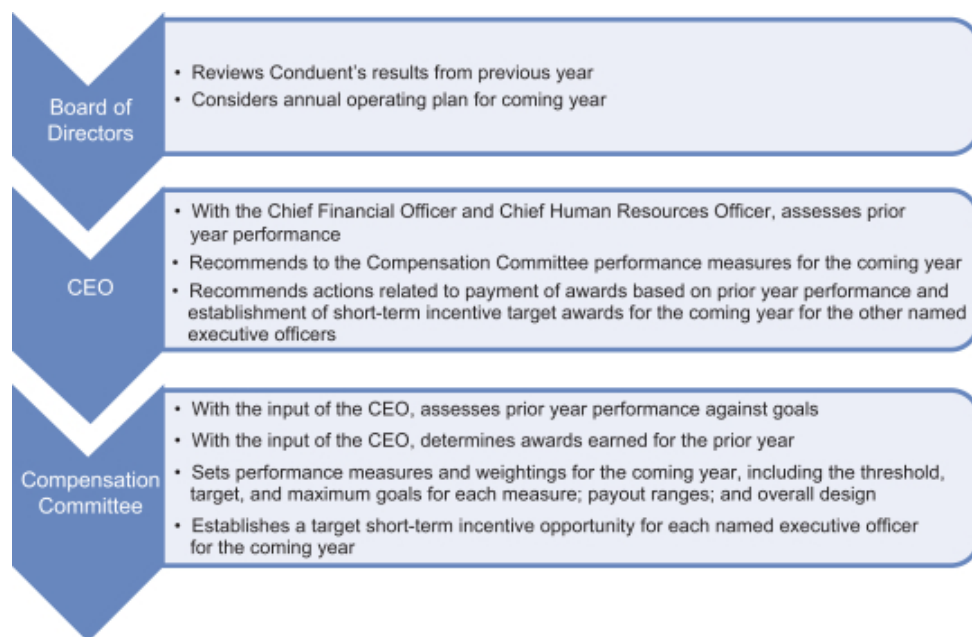 Board of
Directors
• Reviews Conduent's results from previous year
• Considers annual operating plan for coming year
CEO
• With the Chief Financial Officer and Chief Human Resources Officer, assesses prior
year performance
• Recommends to the Compensation Committee performance measures for the coming year
• Recommends actions related to payment of awards based on prior year performance and
establishment of short-term incentive target awards for the coming year for the other named
executive officers
Compensation
Committee
• With the input of the CEO, assesses prior year performance against goals
• With the input of the CEO, determines awards earned for the prior year
• Sets performance measures and weightings for the coming year, including the threshold,
target, and maximum goals for each measure; payout ranges; and overall design
• Establishes a target short-term incentive opportunity for each named executive officer
for the coming year